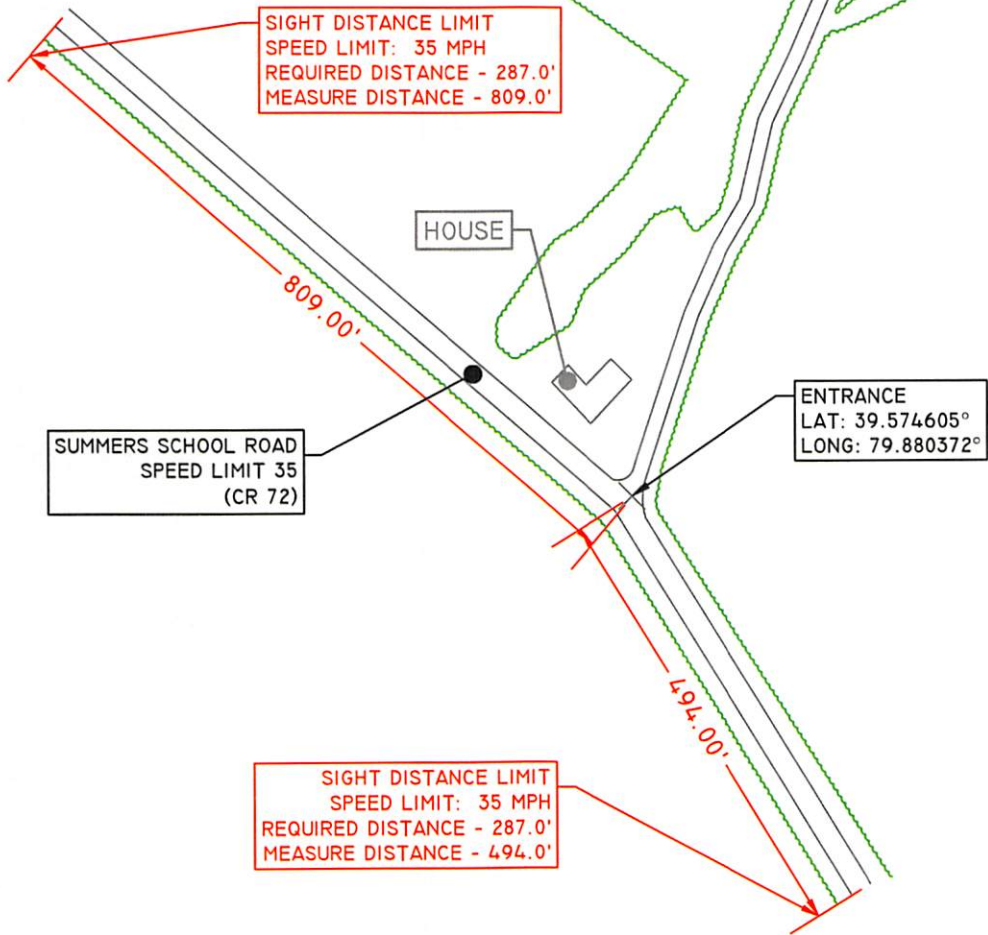 SIGHT DISTANCE LIMIT
SPEED LIMIT: 35 MPH
REQUIRED DISTANCE - 287.0'
MEASURE DISTANCE - 809.0'
HOUSE
809.00'
ENTRANCE
LAT: 39.574605°
LONG: 79.880372°
SUMMERS SCHOOL ROAD
SPEED LIMIT 35
(CR 72)
494.00'
SIGHT DISTANCE LIMIT
SPEED LIMIT: 35 MPH
REQUIRED DISTANCE - 287.0'
MEASURE DISTANCE - 494.0'